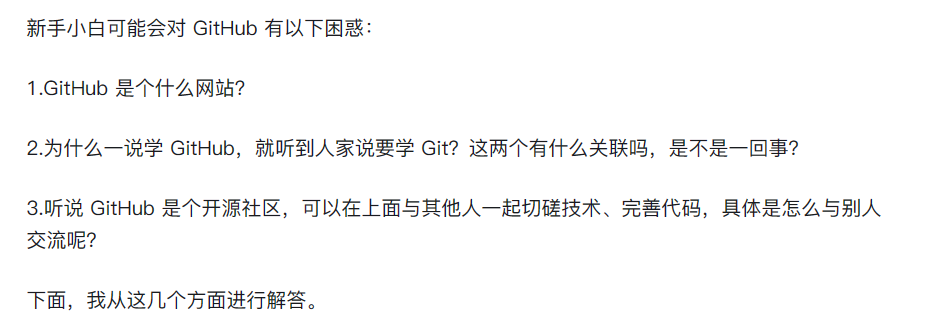 新手小白可能会对 GitHub 有以下困惑：
1.GitHub 是个什么网站？
2.为什么一说学 GitHub，就听到人家说要学 Git？这两个有什么关联吗，是不是一回事？
3.听说 GitHub 是个开源社区，可以在上面与其他人一起切磋技术、完善代码，具体是怎么与别人
交流呢？
下面，我从这几个方面进行解答。